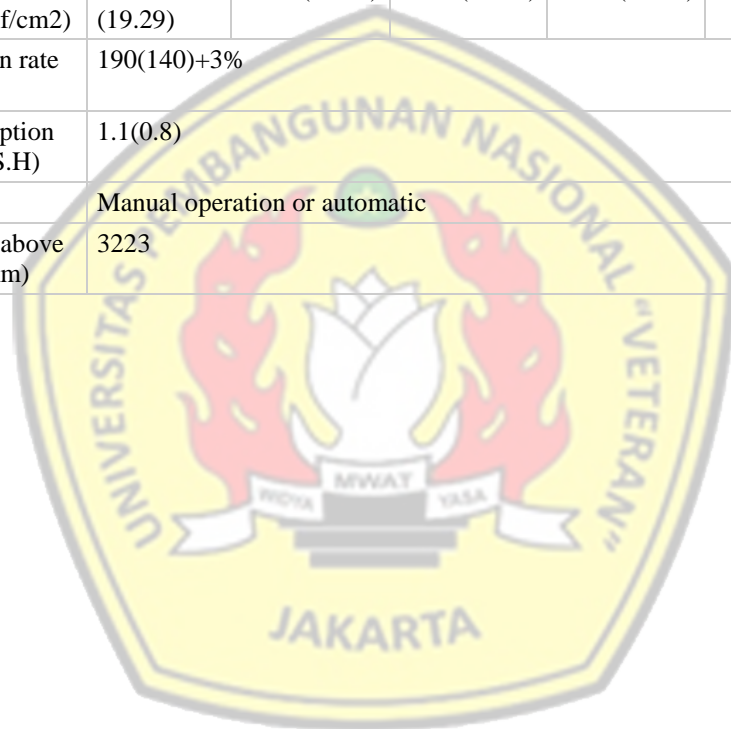 f/cm2) (19.29)
n rate 190(140)+3%
ption 1.1(0.8)
S.H)
Manual operation or automatic
above 3223
m)
UNIVERSITAS PEMBANGUNAN NASIONAL "VETERAN"
WIDYA MWAT YASA
JAKARTA